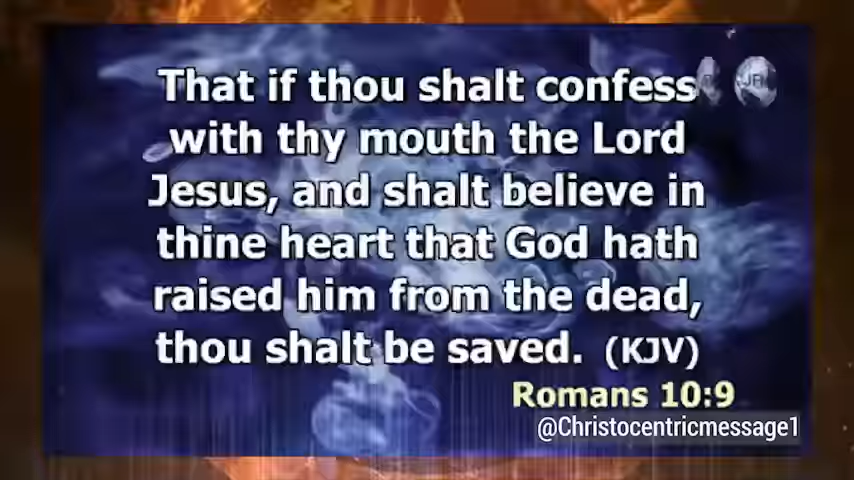 That if thou shalt confess
with thy mouth the Lord
Jesus, and shalt believe in
thine heart that God hath
raised him from the dead,
thou shalt be saved. (KJV)
Romans 10:9
@Christocentricmessage1